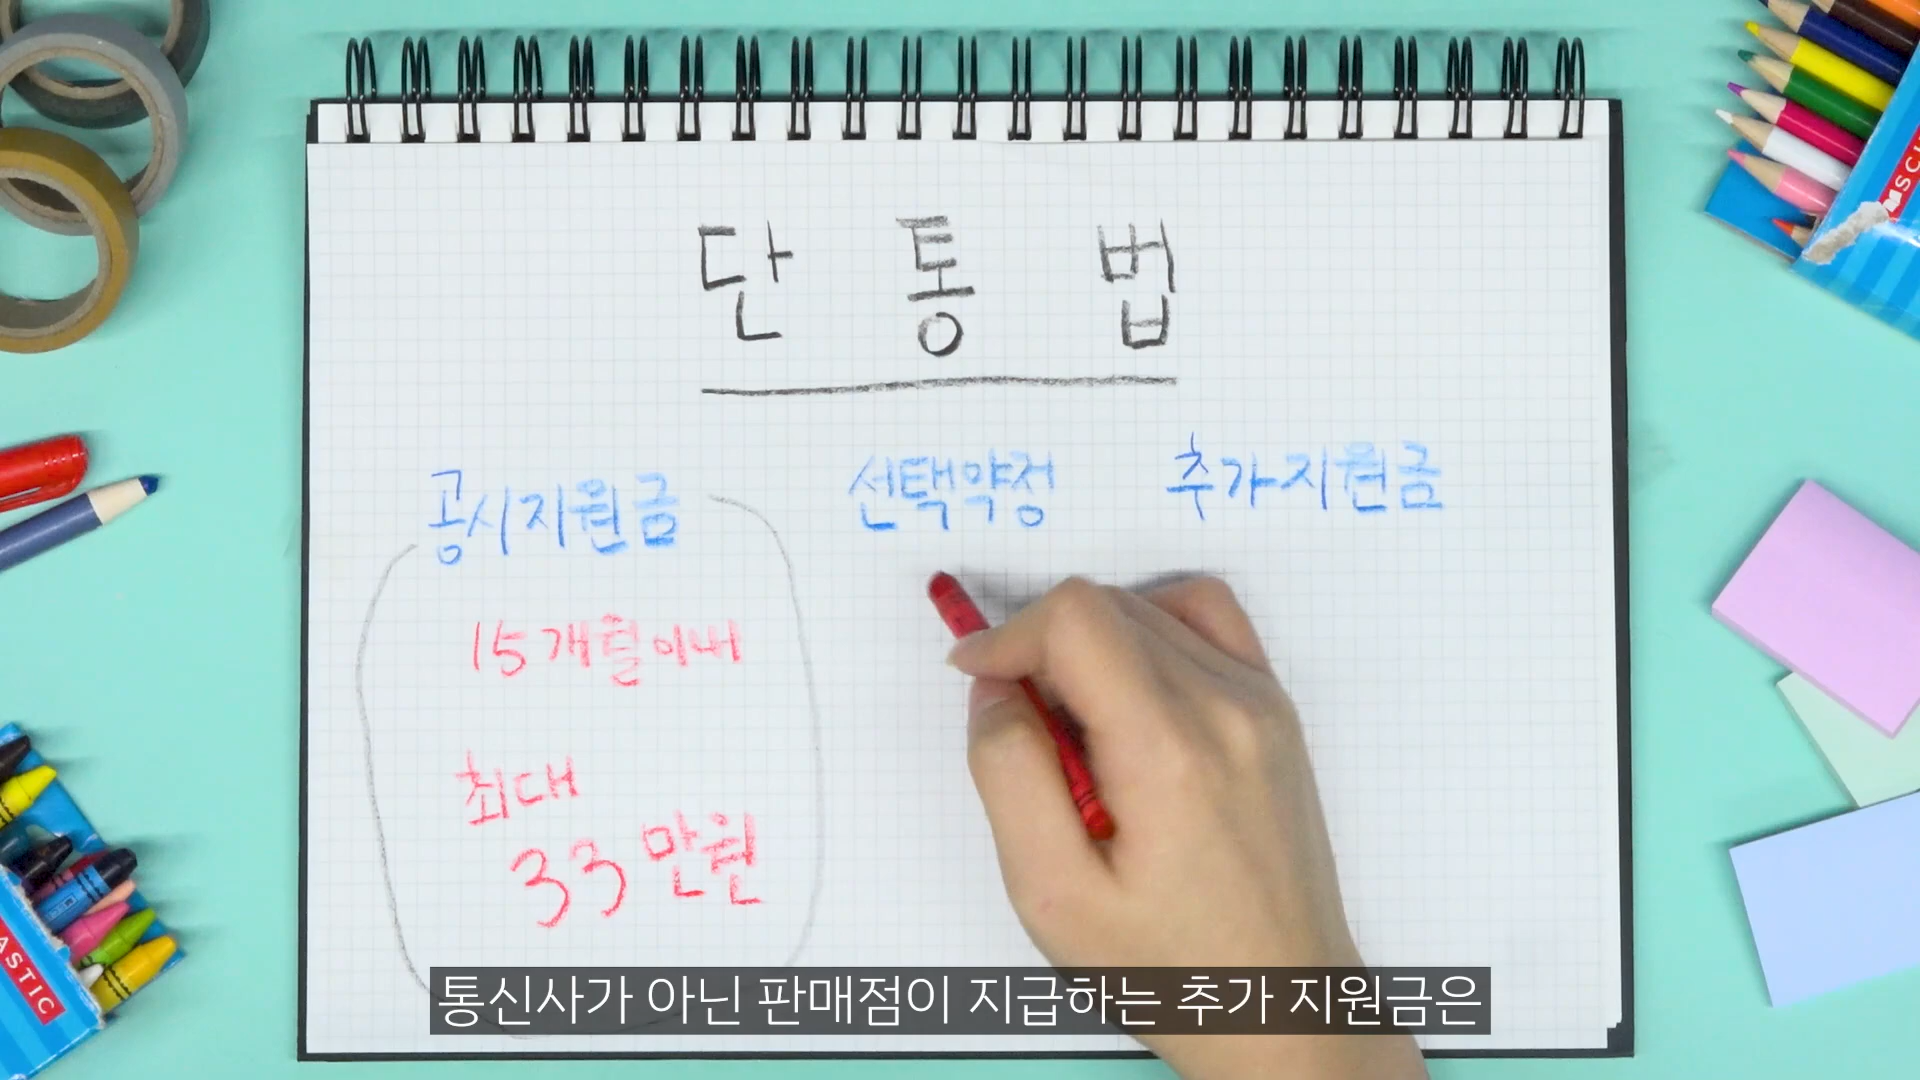 단 통 법
공시지원금 선택약정 추가지원금
15개월이내
최대
33만원
통신사가 아닌 판매점이 지급하는 추가 지원금은
ASTIC
SCH